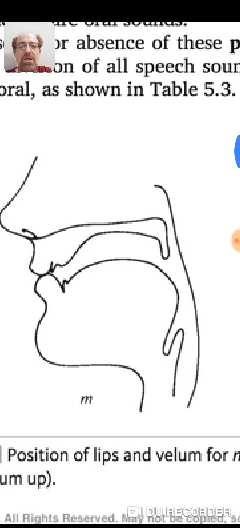 are oral sounds.
or absence of these p
on of all speech soun
oral, as shown in Table 5.3.
m
Position of lips and velum for m
um up).
All Rights Reserved. May not be copied, s
DU RECORDER